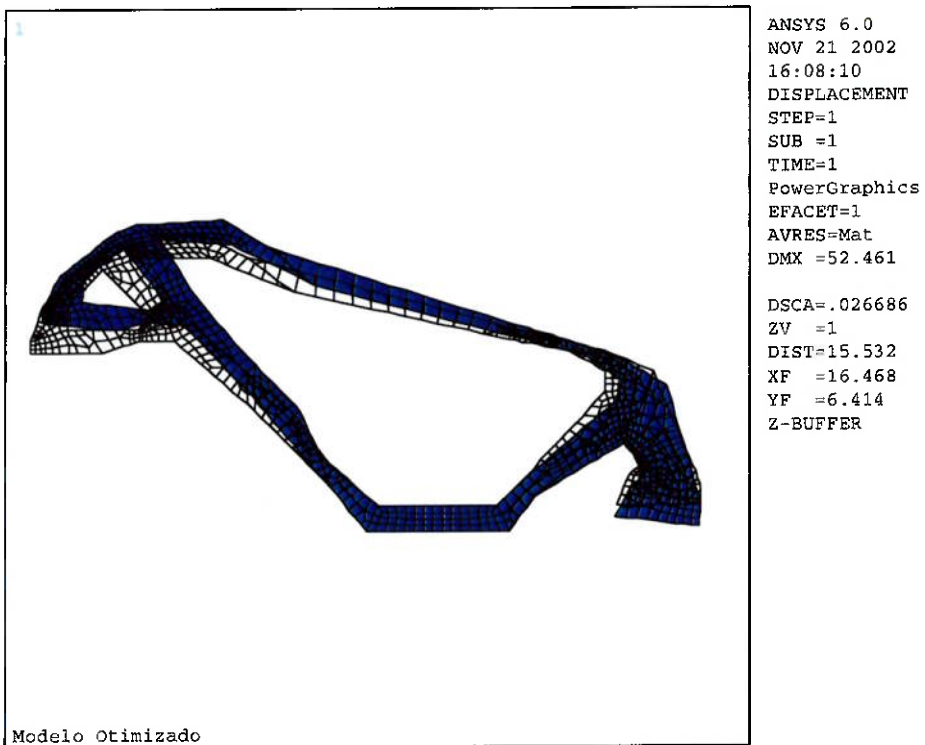 1
ANSYS 6.0
NOV 21 2002
16:08:10
DISPLACEMENT
STEP=1
SUB =1
TIME=1
PowerGraphics
EFACET=1
AVRES=Mat
DMX =52.461
DSCA=.026686
ZV =1
DIST=15.532
XF =16.468
YF =6.414
Z-BUFFER
Modelo Otimizado